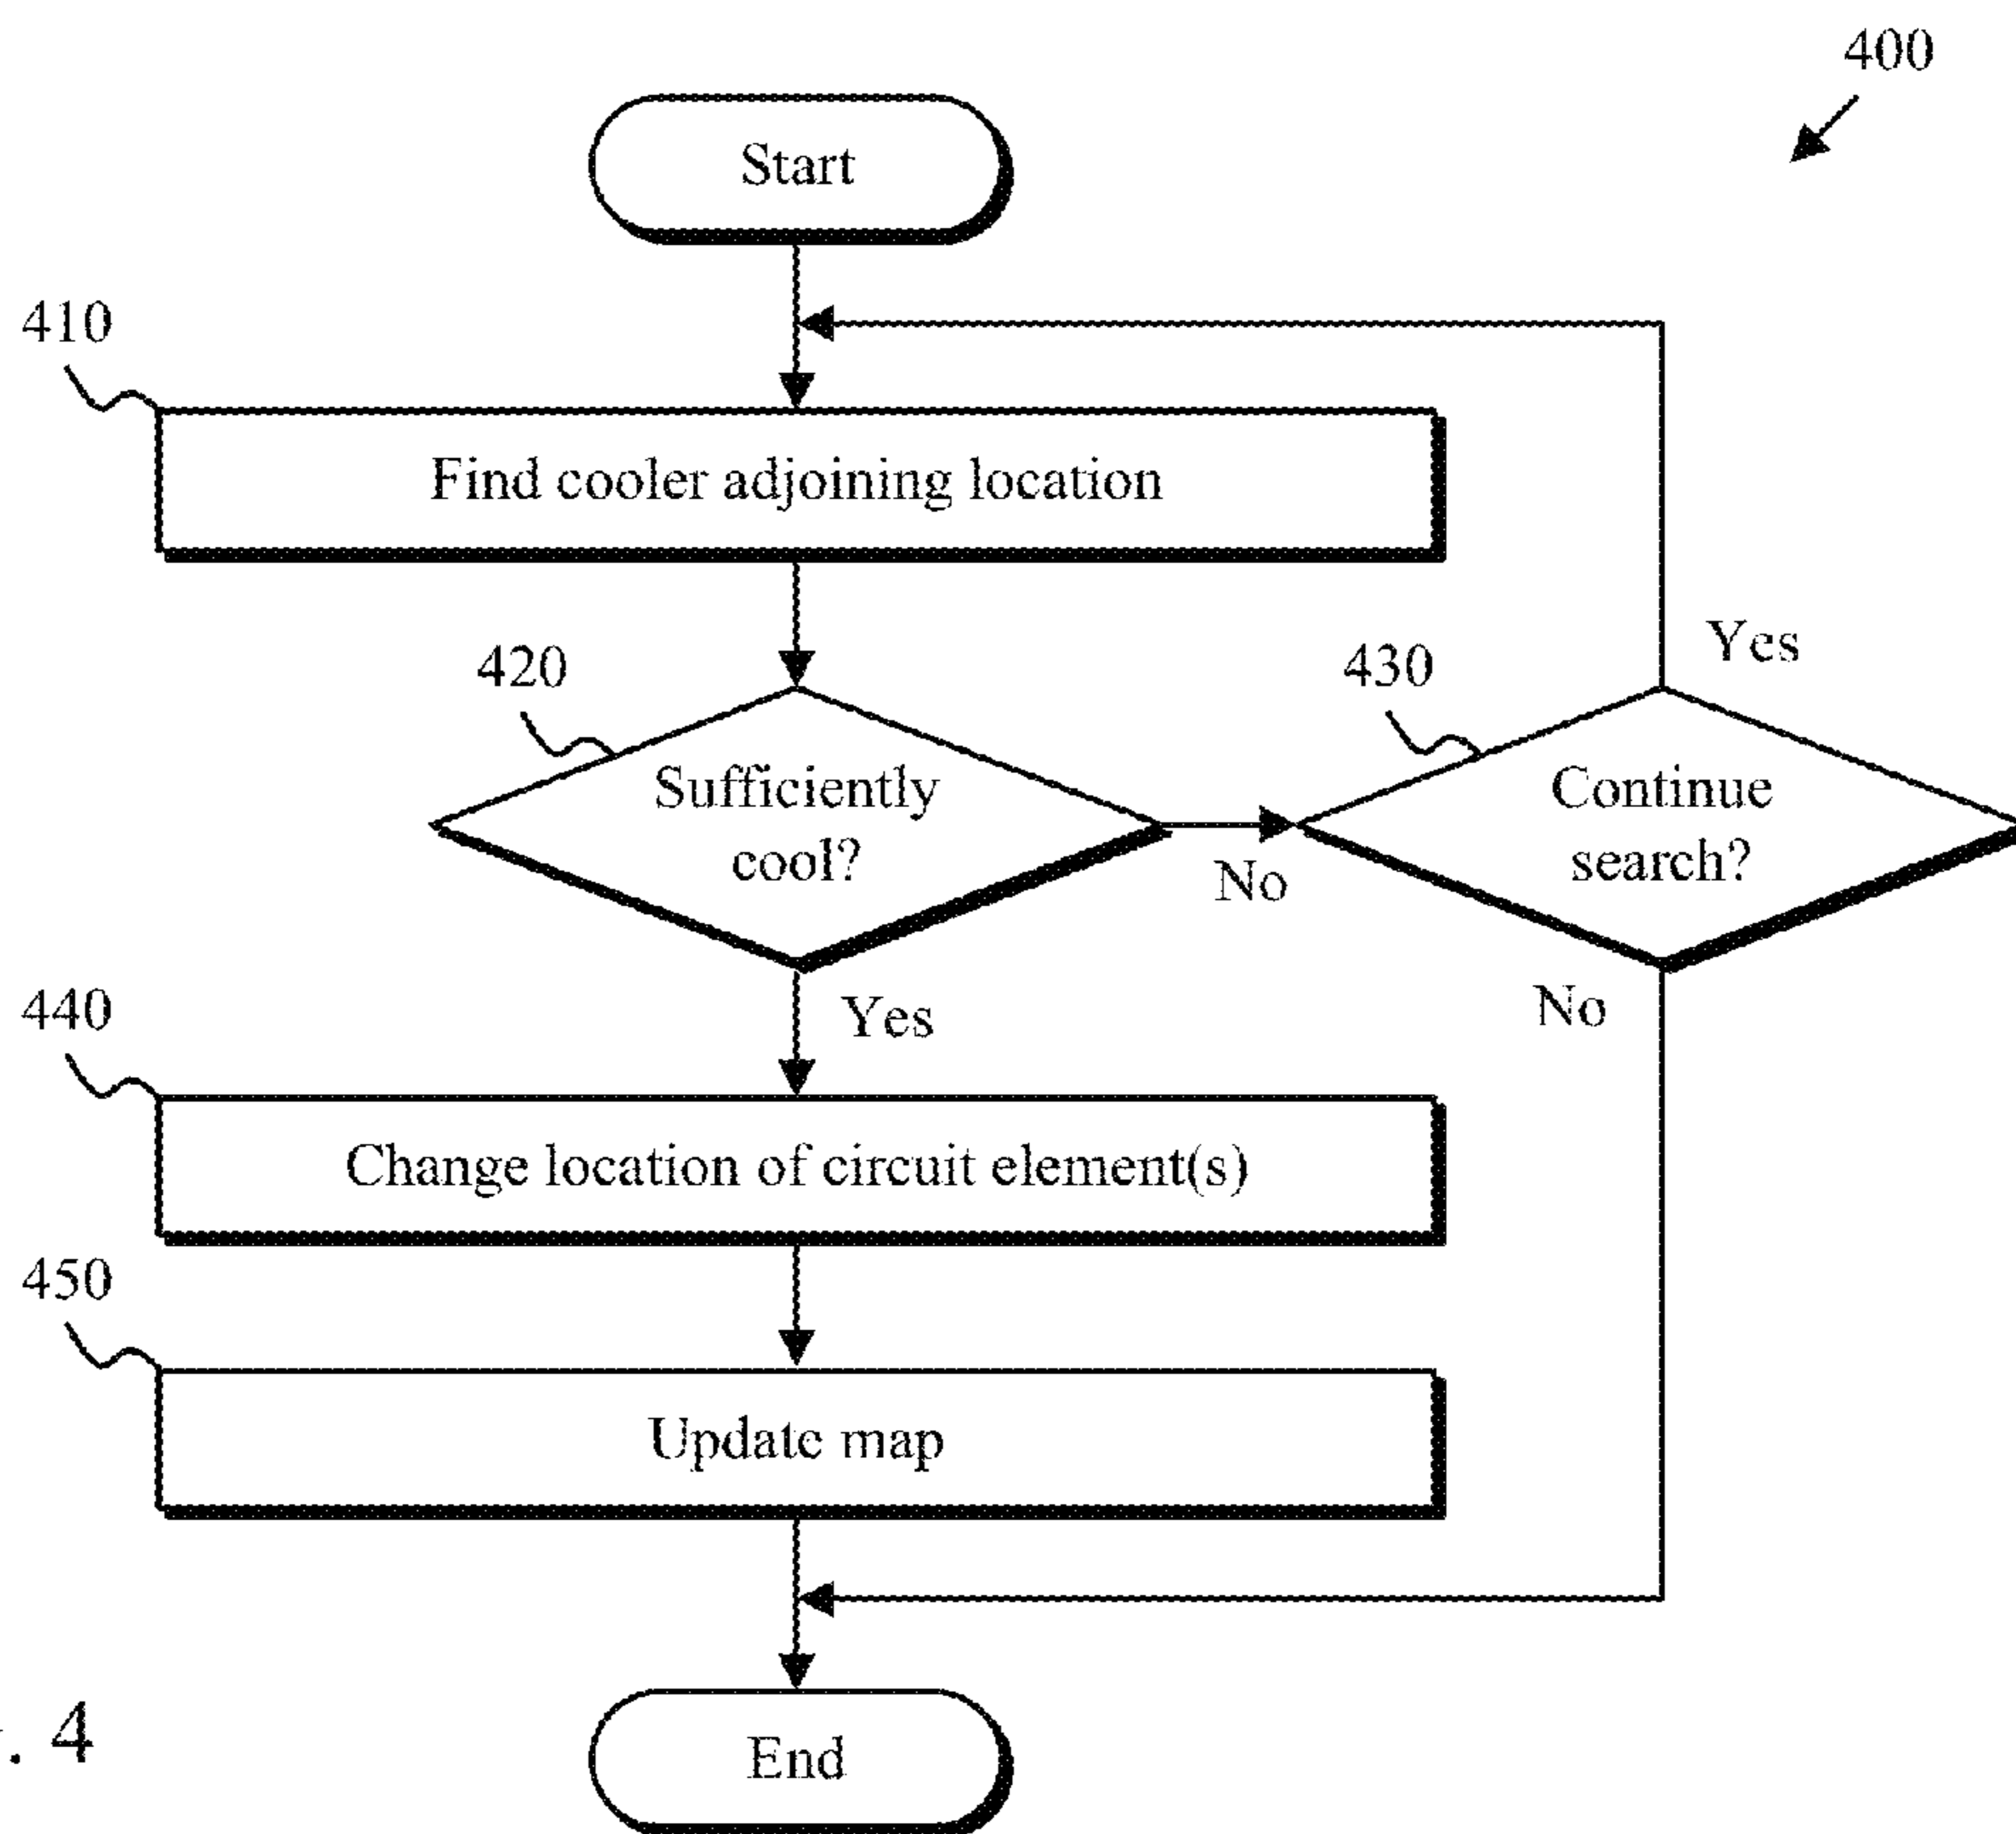 400
Start
410
Find cooler adjoining location
Yes
420
430
Sufficiently
cool?
Continue
search?
No
440
Yes
No
Change location of circuit element(s)
450
Update map
. 4
End